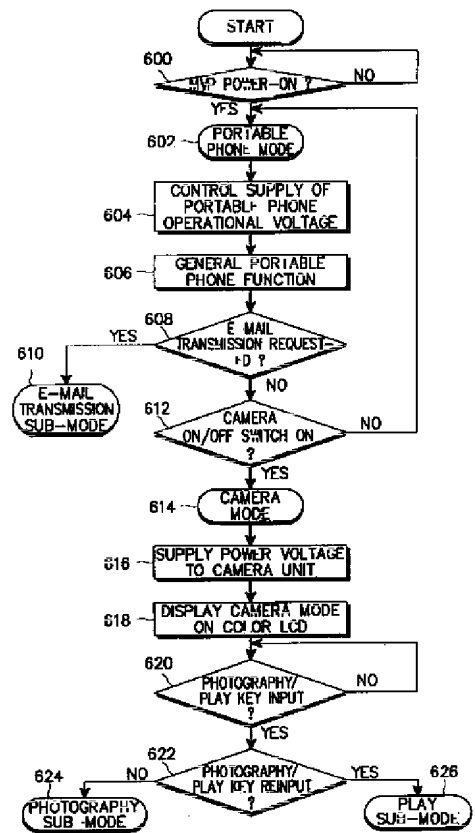 START
600
MVP POWER-ON ?
NO
YES
602
PORTABLE
PHONE MODE
604
CONTROL SUPPLY OF
PORTABLE PHONE
OPERATIONAL VOLTAGE
606
GENERAL PORTABLE
PHONE FUNCTION
608
E-MAIL
TRANSMISSION REQUEST-
ED ?
YES
610
E-MAIL
TRANSMISSION
SUB-MODE
NO
612
CAMERA
ON/OFF SWITCH ON
?
NO
YES
614
CAMERA
MODE
616
SUPPLY POWER VOLTAGE
TO CAMERA UNIT
618
DISPLAY CAMERA MODE
ON COLOR LCD
620
PHOTOGRAPHY/
PLAY KEY INPUT
?
NO
YES
622
PHOTOGRAPHY/
PLAY KEY REINPUT
?
NO
YES
624
PHOTOGRAPHY
SUB-MODE
626
PLAY
SUB-MODE